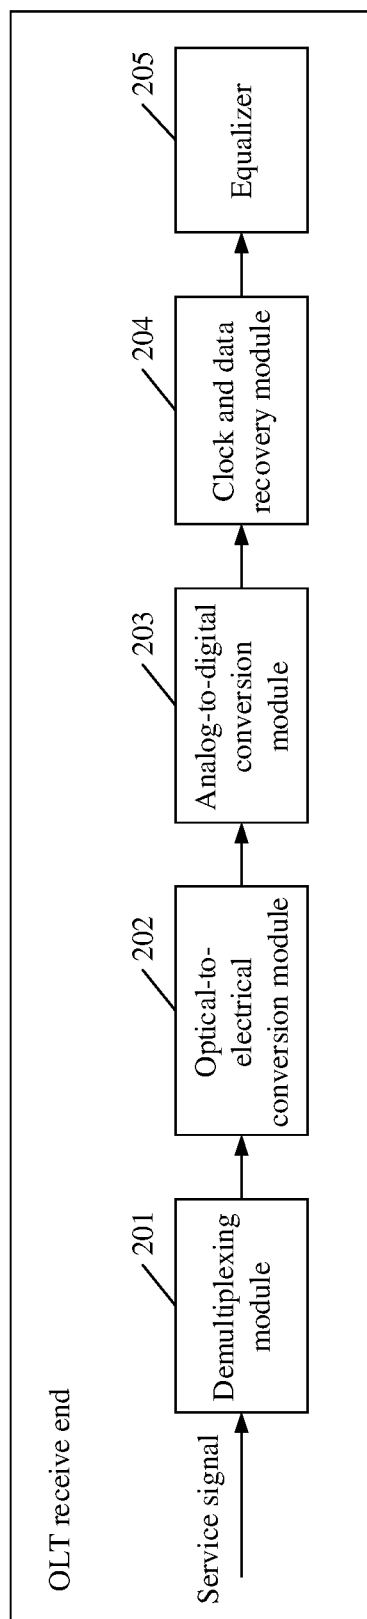 OLT receive end
Service signal
201
Demultiplexing
module
202
Optical-to-
electrical
conversion module
203
Analog-to-digital
conversion
module
204
Clock and data
recovery module
205
Equalizer